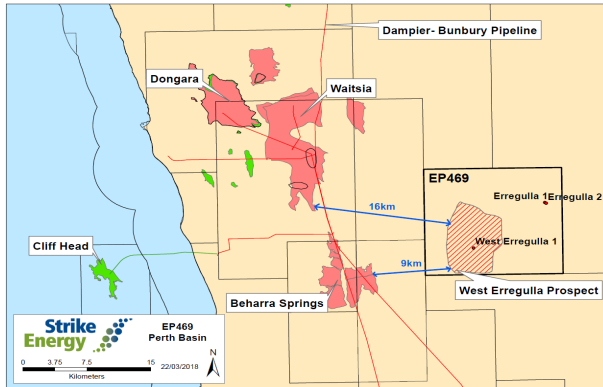 Dampier- Bunbury Pipeline
Dongara
Waitsia
EP469
Erregulla 1
Erregulla 2
16km
West Erregulla 1
Cliff Head
9km
Beharra Springs
West Erregulla Prospect
Strike
Energy
EP469
Perth Basin
22/03/2018
N
0 3.75 7.5 15
Kilometers